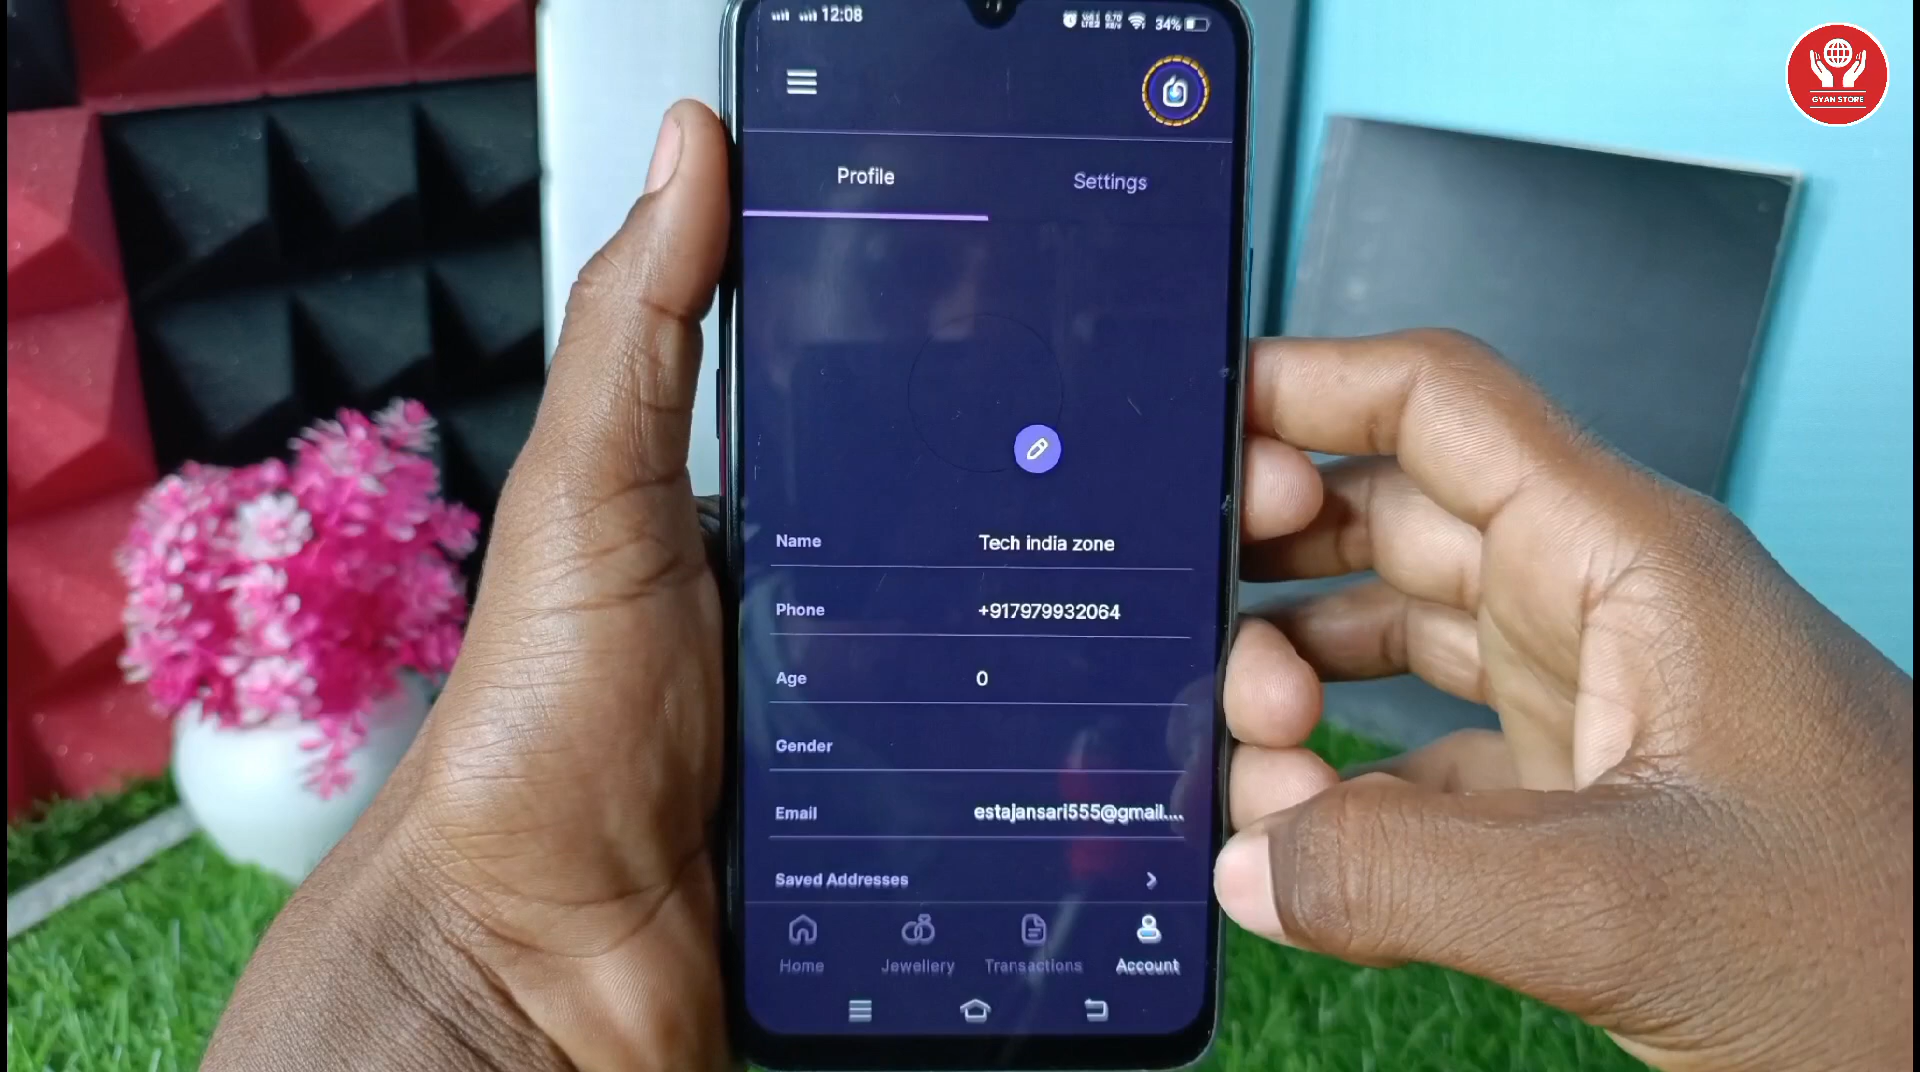 12:08
34%
GYAN STORE
Profile
Settings
Name
Tech india zone
Phone
+917979932064
Age
0
Gender
Email
estajansari555@gmail....
Saved Addresses
Home
Jewellery
Transactions
Account